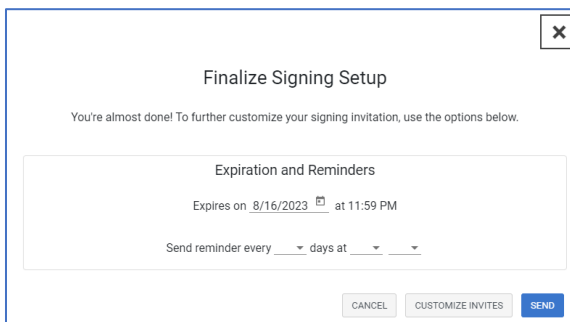 Finalize Signing Setup
You're almost done! To further customize your signing invitation, use the options below.
Expiration and Reminders
Expires on 8/16/2023 at 11:59 PM
Send reminder every days at
CANCEL CUSTOMIZE INVITES SEND